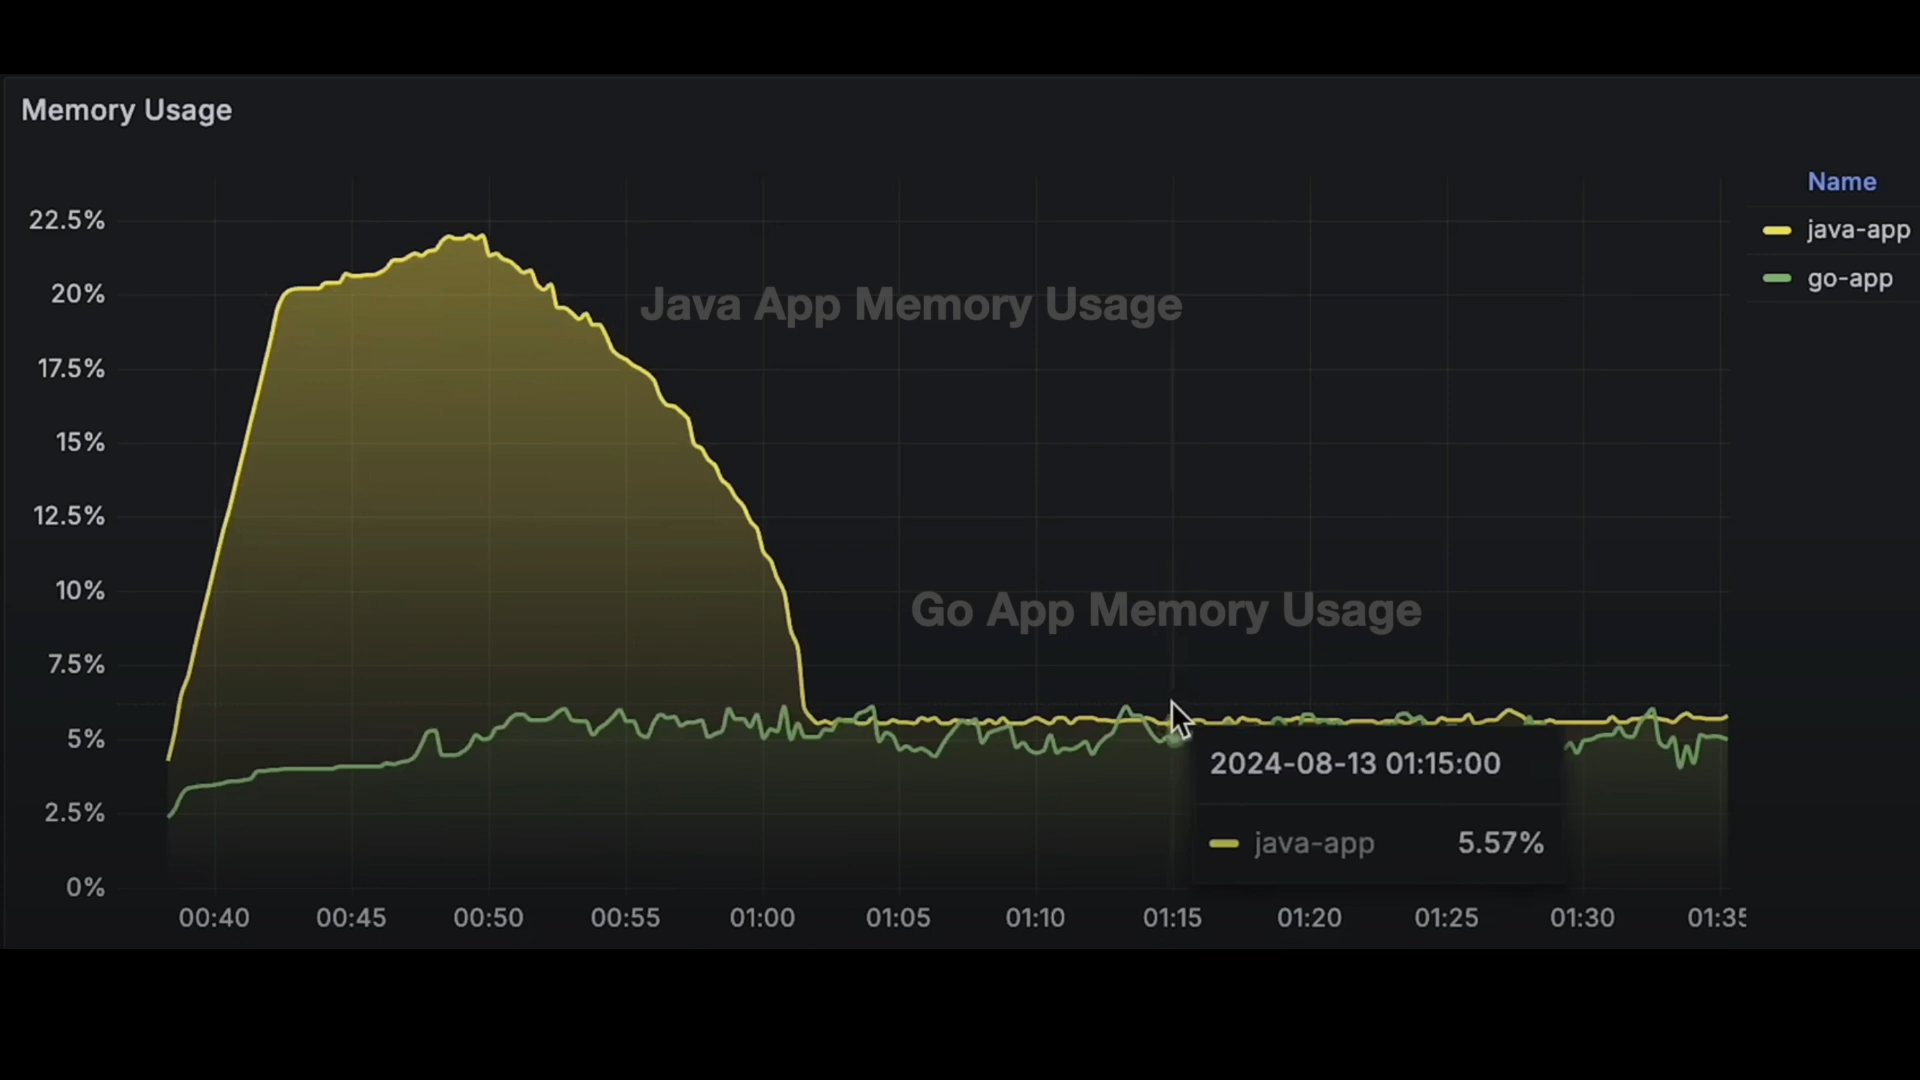 Memory Usage
Name
java-app
go-app
22.5%
20%
17.5%
15%
12.5%
10%
7.5%
5%
2.5%
0%
Java App Memory Usage
Go App Memory Usage
2024-08-13 01:15:00
java-app 5.57%
00:40 00:45 00:50 00:55 01:00 01:05 01:10 01:15 01:20 01:25 01:30 01:35